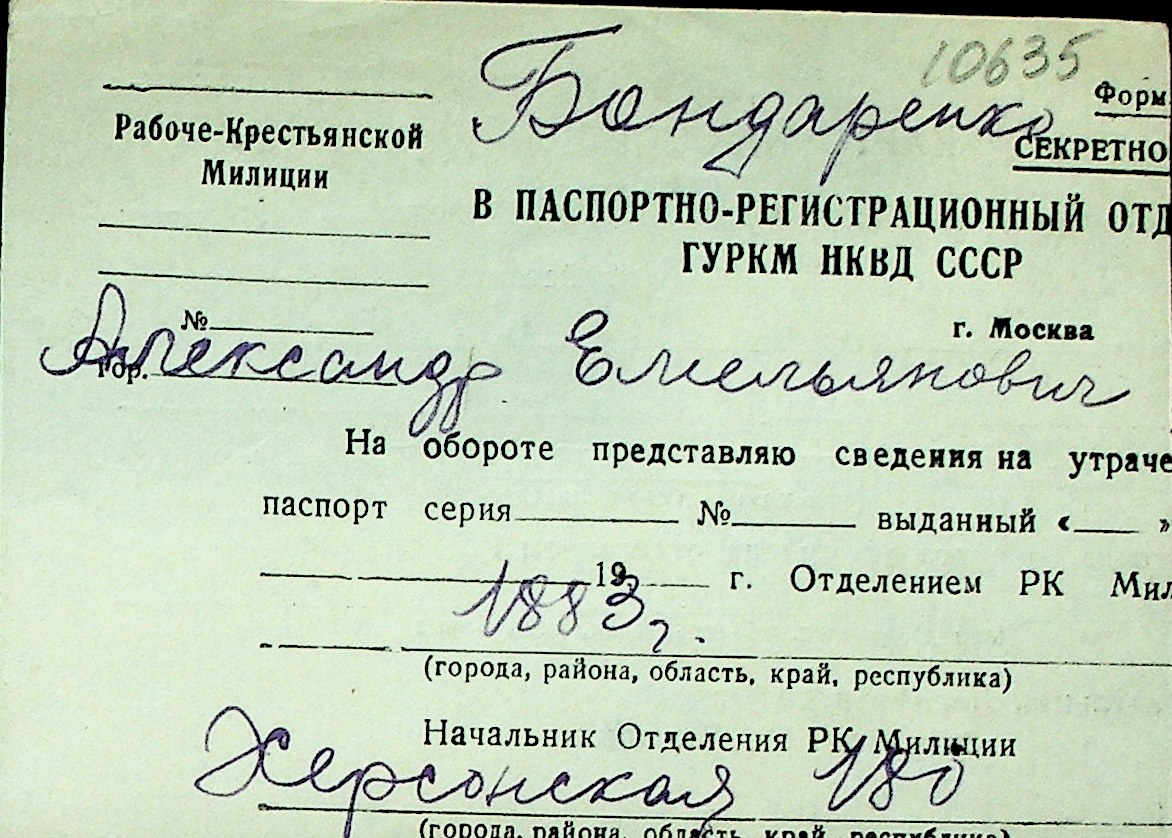 10635
Бондаренко
Форм
СЕКРЕТНО
Рабоче-Крестьянской
Милиции
В ПАСПОРТНО-РЕГИСТРАЦИОННЫЙ ОТД
ГУРКМ НКВД СССР
№
г. Москва
гор.
Александр Емельянович
На обороте представляю сведения на утраче
паспорт серия № выданный « »
19 г. Отделением РК Мил
1883 г.
(города, района, область, край, республика)
Начальник Отделения РК Милиции
Херсонская 180
(города, района, область, край, республика)